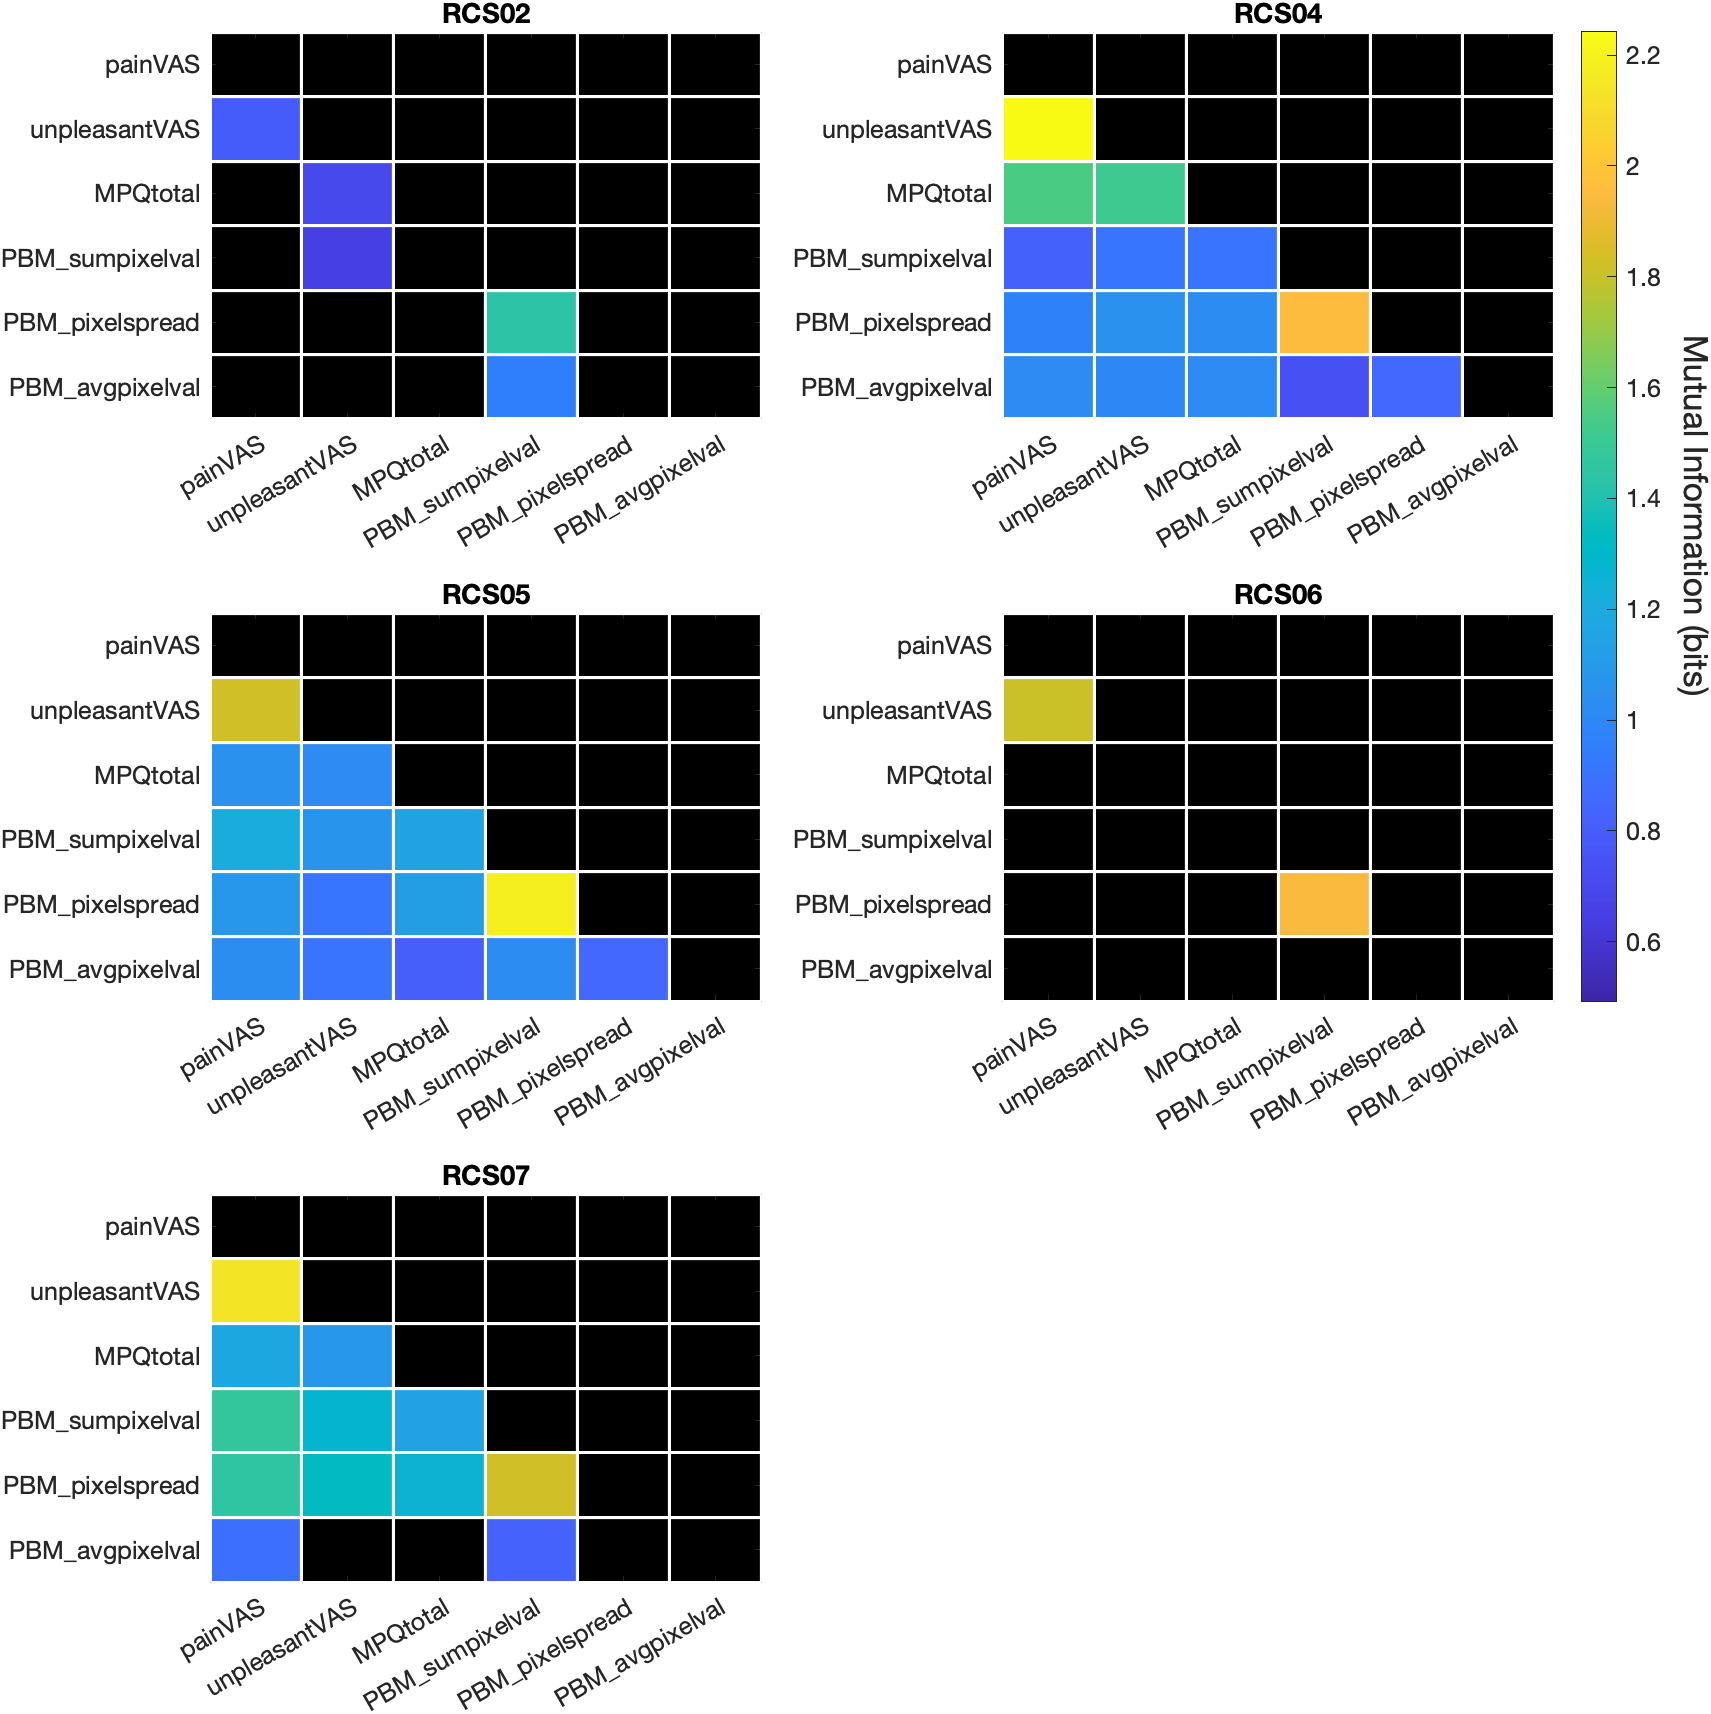 RCS02
painVAS
unpleasantVAS
MPQtotal
PBM_sumpixelval
PBM_pixelspread
PBM_avgpixelval
painVAS
unpleasantVAS
MPQtotal
PBM_sumpixelval
PBM_pixelspread
PBM_avgpixelval
RCS04
painVAS
unpleasantVAS
MPQtotal
PBM_sumpixelval
PBM_pixelspread
PBM_avgpixelval
painVAS
unpleasantVAS
MPQtotal
PBM_sumpixelval
PBM_pixelspread
PBM_avgpixelval
2.2
2
1.8
1.6
1.4
1.2
1
0.8
0.6
Mutual Information (bits)
RCS05
painVAS
unpleasantVAS
MPQtotal
PBM_sumpixelval
PBM_pixelspread
PBM_avgpixelval
painVAS
unpleasantVAS
MPQtotal
PBM_sumpixelval
PBM_pixelspread
PBM_avgpixelval
RCS06
painVAS
unpleasantVAS
MPQtotal
PBM_sumpixelval
PBM_pixelspread
PBM_avgpixelval
painVAS
unpleasantVAS
MPQtotal
PBM_sumpixelval
PBM_pixelspread
PBM_avgpixelval
RCS07
painVAS
unpleasantVAS
MPQtotal
PBM_sumpixelval
PBM_pixelspread
PBM_avgpixelval
painVAS
unpleasantVAS
MPQtotal
PBM_sumpixelval
PBM_pixelspread
PBM_avgpixelval